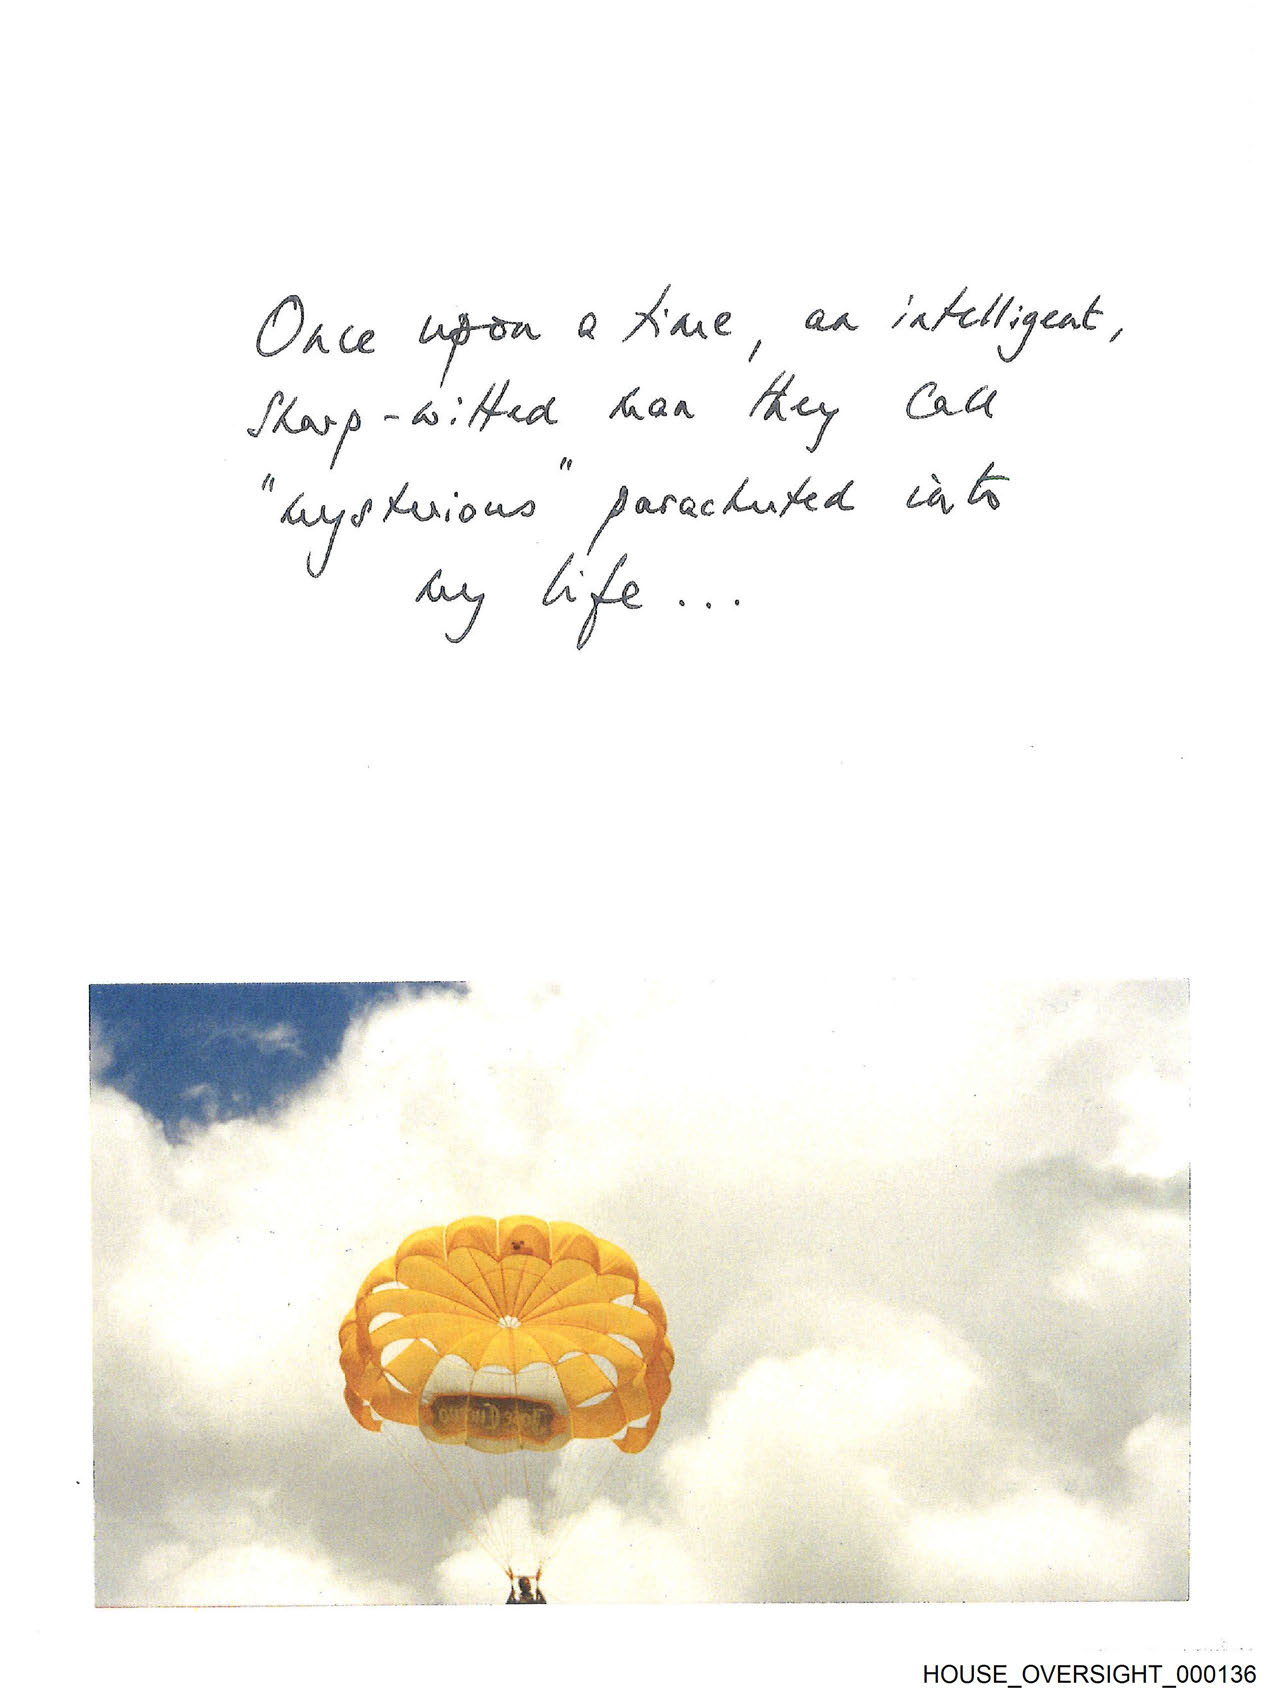 Once upon a time, an intelligent,
sharp-witted man they call
"mysterious" parachuted into
my life...
HOUSE_OVERSIGHT_000136